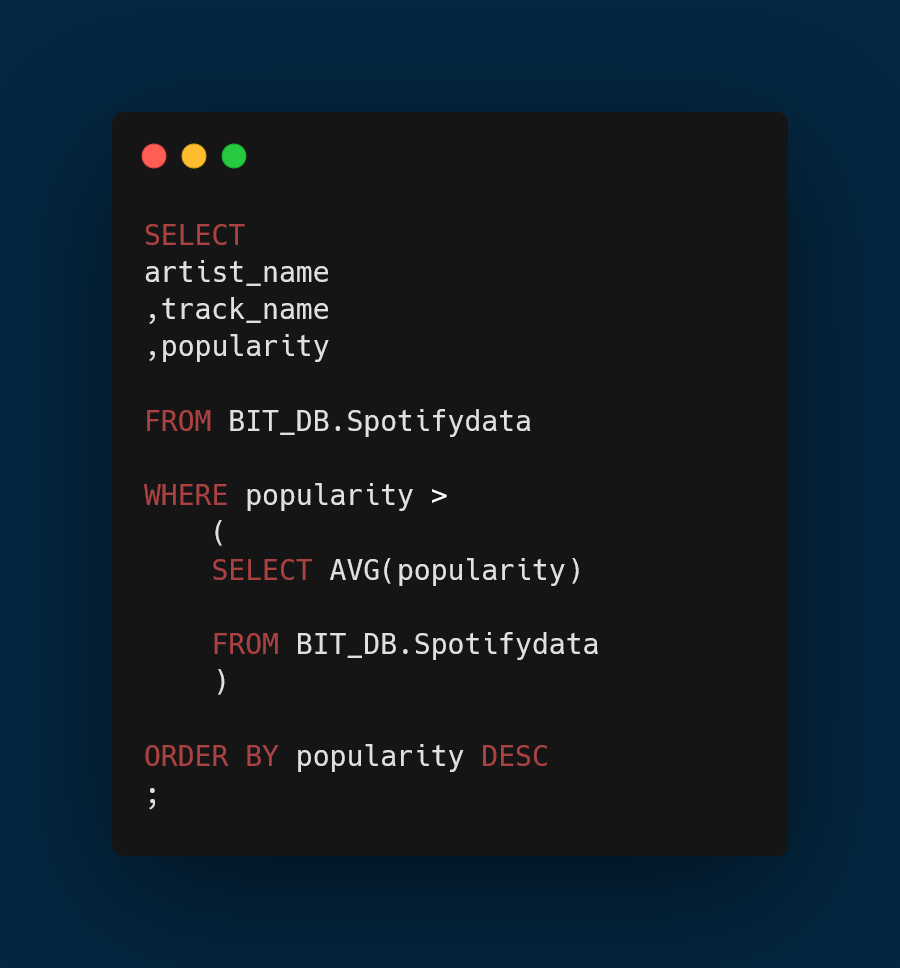 SELECT
artist_name
,track_name
,popularity
FROM BIT_DB.Spotifydata
WHERE popularity >
(
SELECT AVG(popularity)
FROM BIT_DB.Spotifydata
)
ORDER BY popularity DESC
;